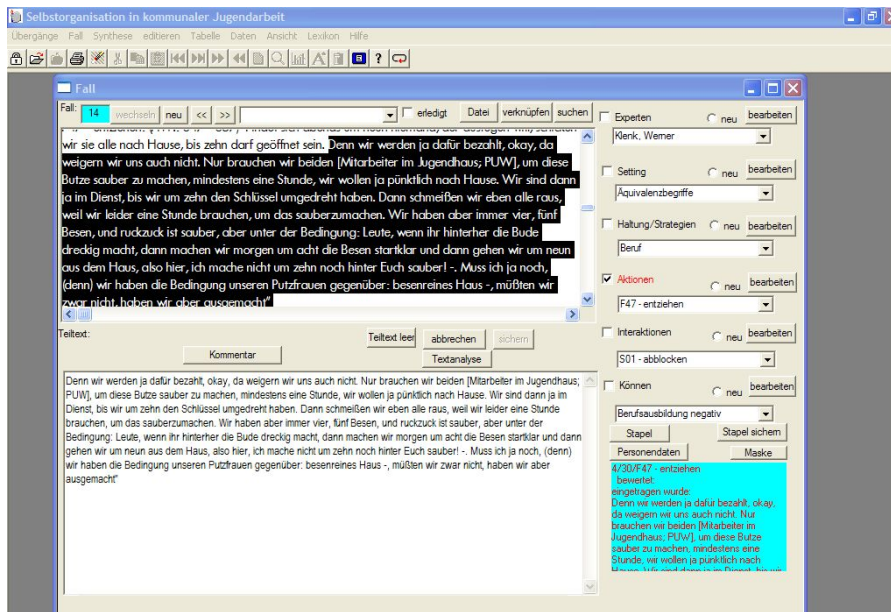 Selbstorganisation in kommunaler Jugendarbeit
Übergänge Fall Synthese editieren Tabelle Daten Ansicht Lexikon Hilfe
Fall
Fall: 14 wechseln neu << >> erledigt Datei verknüpfen suchen
wir sie alle nach Hause, bis zehn darf geöffnet sein. Denn wir werden ja dafür bezahlt, okay, da
weigern wir uns auch nicht. Nur brauchen wir beiden [Mitarbeiter im Jugendhaus; PUW], um diese
Butze sauber zu machen, mindestens eine Stunde, wir wollen ja pünktlich nach Hause. Wir sind dann
ja im Dienst, bis wir um zehn den Schlüssel umgedreht haben. Dann schmeißen wir eben alle raus,
weil wir leider eine Stunde brauchen, um das sauberzumachen. Wir haben aber immer vier, fünf
Besen, und ruckzuck ist sauber, aber unter der Bedingung: Leute, wenn ihr hinterher die Bude
dreckig macht, dann machen wir morgen um acht die Besen startklar und dann gehen wir um neun
aus dem Haus, also hier, ich mache nicht um zehn noch hinter Euch sauber! -. Muss ich ja noch,
(denn) wir haben die Bedingung unseren Putzfrauen gegenüber: besenreines Haus -, müßten wir
zwar nicht, haben wir aber ausgemacht"
Teiltext:
Teiltext leer abbrechen sichern
Kommentar
Textanalyse
Denn wir werden ja dafür bezahlt, okay, da weigern wir uns auch nicht. Nur brauchen wir beiden [Mitarbeiter im Jugendhaus;
PUW], um diese Butze sauber zu machen, mindestens eine Stunde, wir wollen ja pünktlich nach Hause. Wir sind dann ja im
Dienst, bis wir um zehn den Schlüssel umgedreht haben. Dann schmeißen wir eben alle raus, weil wir leider eine Stunde
brauchen, um das sauberzumachen. Wir haben aber immer vier, fünf Besen, und ruckzuck ist sauber, aber unter der
Bedingung: Leute, wenn ihr hinterher die Bude dreckig macht, dann machen wir morgen um acht die Besen startklar und dann
gehen wir um neun aus dem Haus, also hier, ich mache nicht um zehn noch hinter Euch sauber! -. Muss ich ja noch, (denn)
wir haben die Bedingung unseren Putzfrauen gegenüber: besenreines Haus -, müßten wir zwar nicht, haben wir aber
ausgemacht"
Experten neu bearbeiten
Klenk, Werner
Setting neu bearbeiten
Äquivalenzbegriffe
Haltung/Strategien neu bearbeiten
Beruf
Aktionen neu bearbeiten
F47 - entziehen
Interaktionen neu bearbeiten
S01 - abblocken
Können neu bearbeiten
Berufsausbildung negativ
Stapel Stapel sichern
Personendaten Maske
4/30/F47 - entziehen
bewertet:
eingetragen wurde:
Denn wir werden ja dafür bezahlt, okay,
da weigern wir uns auch nicht. Nur
brauchen wir beiden [Mitarbeiter im
Jugendhaus; PUW], um diese Butze
sauber zu machen, mindestens eine
Stunde, wir wollen ja pünktlich nach